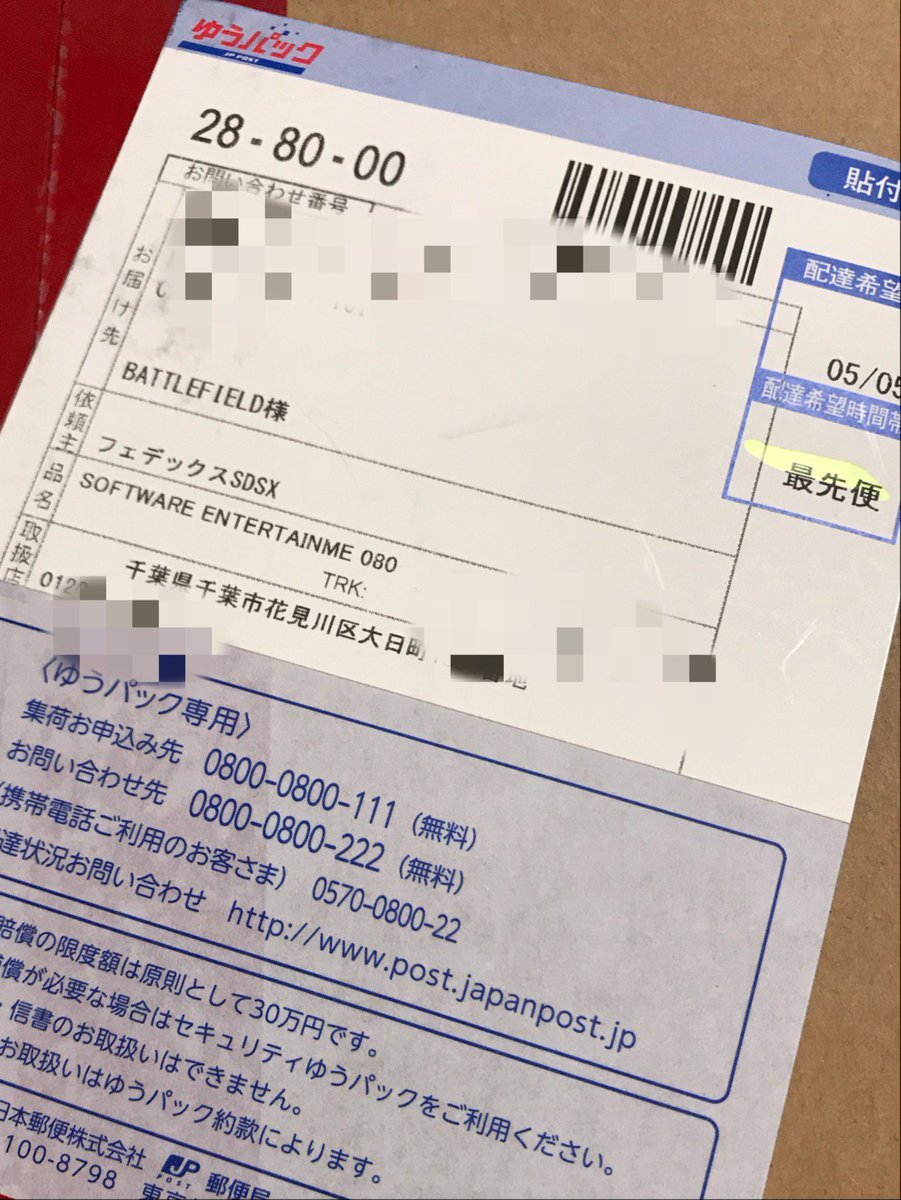 ゆうパック
JP POST
28-80-00
貼付
お問い合わせ番号
配達希望
お届け先
05/05
BATTLEFIELD様
配達希望時間帯
最先便
依頼主
フェデックスSDSX
品名
SOFTWARE ENTERTAINME 080
TRK:
取扱店
012
千葉県千葉市花見川区大日町
番地
〈ゆうパック専用〉
集荷お申込み先 0800-0800-111 (無料)
お問い合わせ先 0800-0800-222 (無料)
(携帯電話ご利用のお客さま) 0570-0800-22
達状況お問い合わせ http://www.post.japanpost.jp
賠償の限度額は原則として30万円です。
償が必要な場合はセキュリティゆうパックをご利用ください。
・信書のお取扱いはできません。
お取扱いはゆうパック約款によります。
日本郵便株式会社 JP POST 郵便局
100-8798 東京